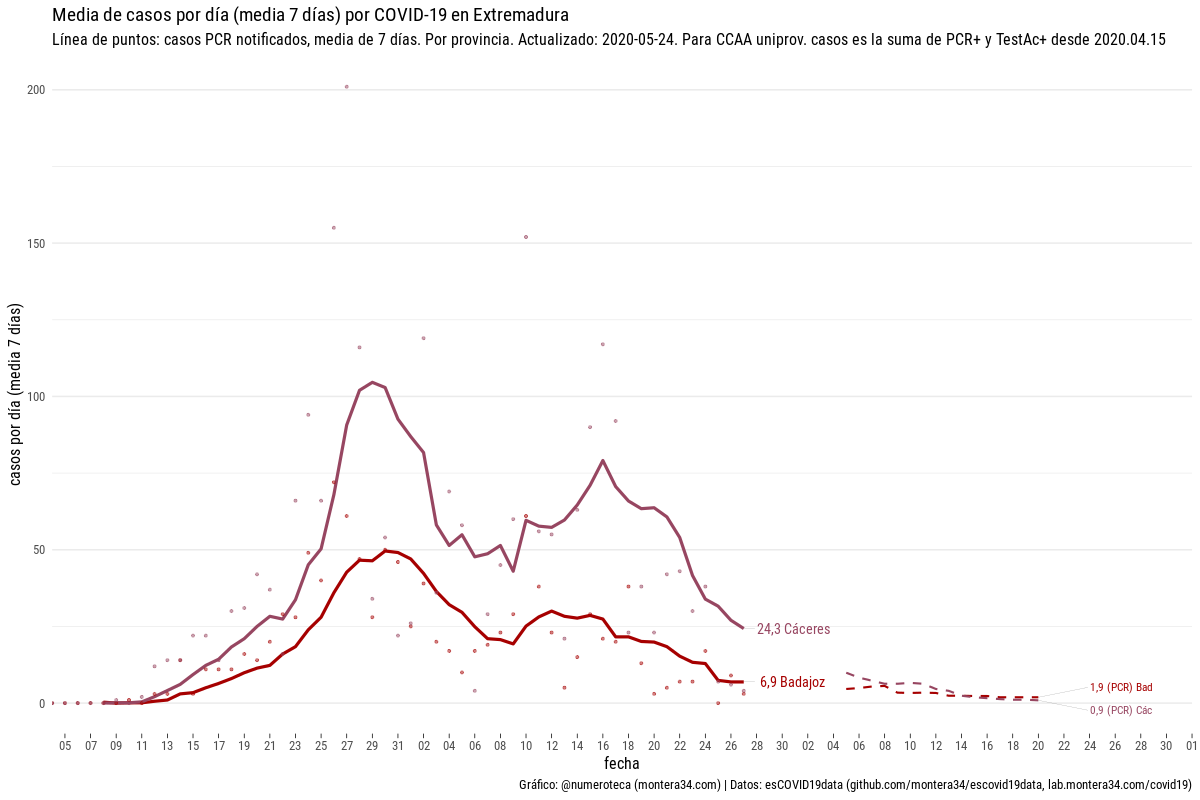 Media de casos por día (media 7 días) por COVID-19 en Extremadura
Línea de puntos: casos PCR notificados, media de 7 días. Por provincia. Actualizado: 2020-05-24. Para CCAA uniprov. casos es la suma de PCR+ y TestAc+ desde 2020.04.15
casos por día (media 7 días)
200
150
100
50
0
24,3 Cáceres
6,9 Badajoz
1,9 (PCR) Bad
0,9 (PCR) Các
05 07 09 11 13 15 17 19 21 23 25 27 29 31 02 04 06 08 10 12 14 16 18 20 22 24 26 28 30 02 04 06 08 10 12 14 16 18 20 22 24 26 28 30 01
fecha
Gráfico: @numeroteca (montera34.com) | Datos: esCOVID19data (github.com/montera34/escovid19data, lab.montera34.com/covid19)